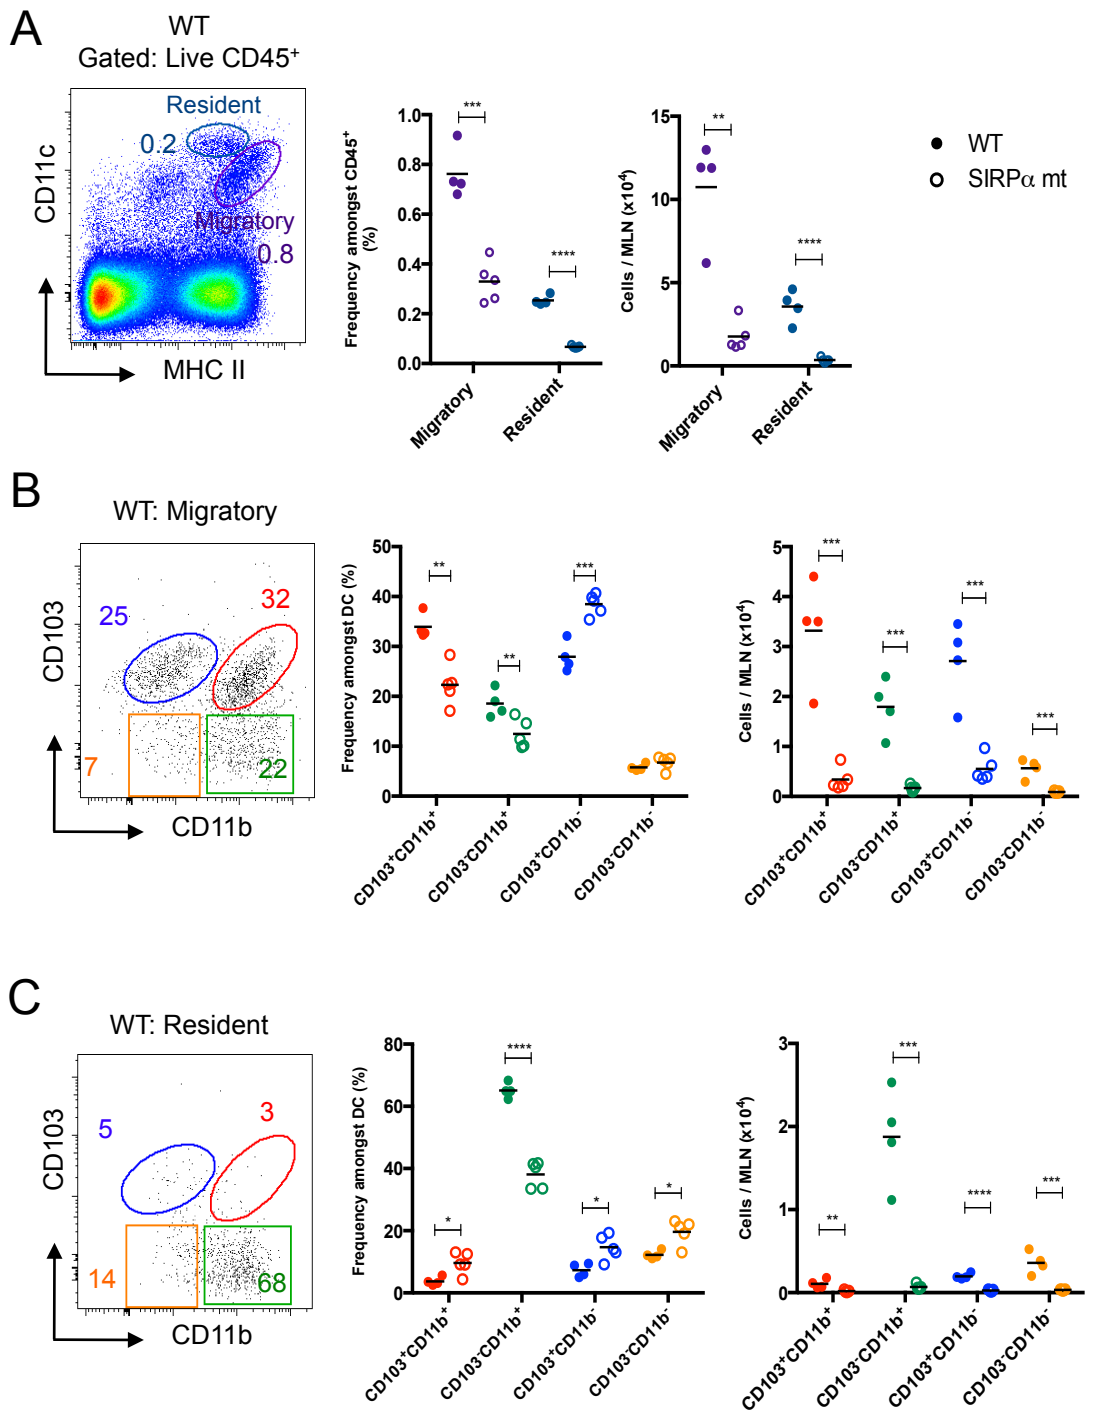 A
WT
Gated: Live CD45+
Resident
0.2
Migratory
0.8
CD11c
MHC II
Frequency amongst CD45+
(%)
1.0
0.8
0.6
0.4
0.2
0.0
***
****
Migratory
Resident
Cells / MLN (x10⁴)
15
10
5
0
**
****
Migratory
Resident
WT
SIRPα mt
B
WT: Migratory
25
32
7
22
CD103
CD11b
Frequency amongst DC (%)
50
40
30
20
10
0
**
**
***
CD103⁺CD11b⁺
CD103⁻CD11b⁺
CD103⁺CD11b⁻
CD103⁻CD11b⁻
Cells / MLN (x10⁴)
5
4
3
2
1
0
***
***
***
***
CD103⁺CD11b⁺
CD103⁻CD11b⁺
CD103⁺CD11b⁻
CD103⁻CD11b⁻
C
WT: Resident
5
3
14
68
CD103
CD11b
Frequency amongst DC (%)
80
60
40
20
0
*
****
*
*
CD103⁺CD11b⁺
CD103⁻CD11b⁺
CD103⁺CD11b⁻
CD103⁻CD11b⁻
Cells / MLN (x10⁴)
3
2
1
0
**
***
****
***
CD103⁺CD11b⁺
CD103⁻CD11b⁺
CD103⁺CD11b⁻
CD103⁻CD11b⁻